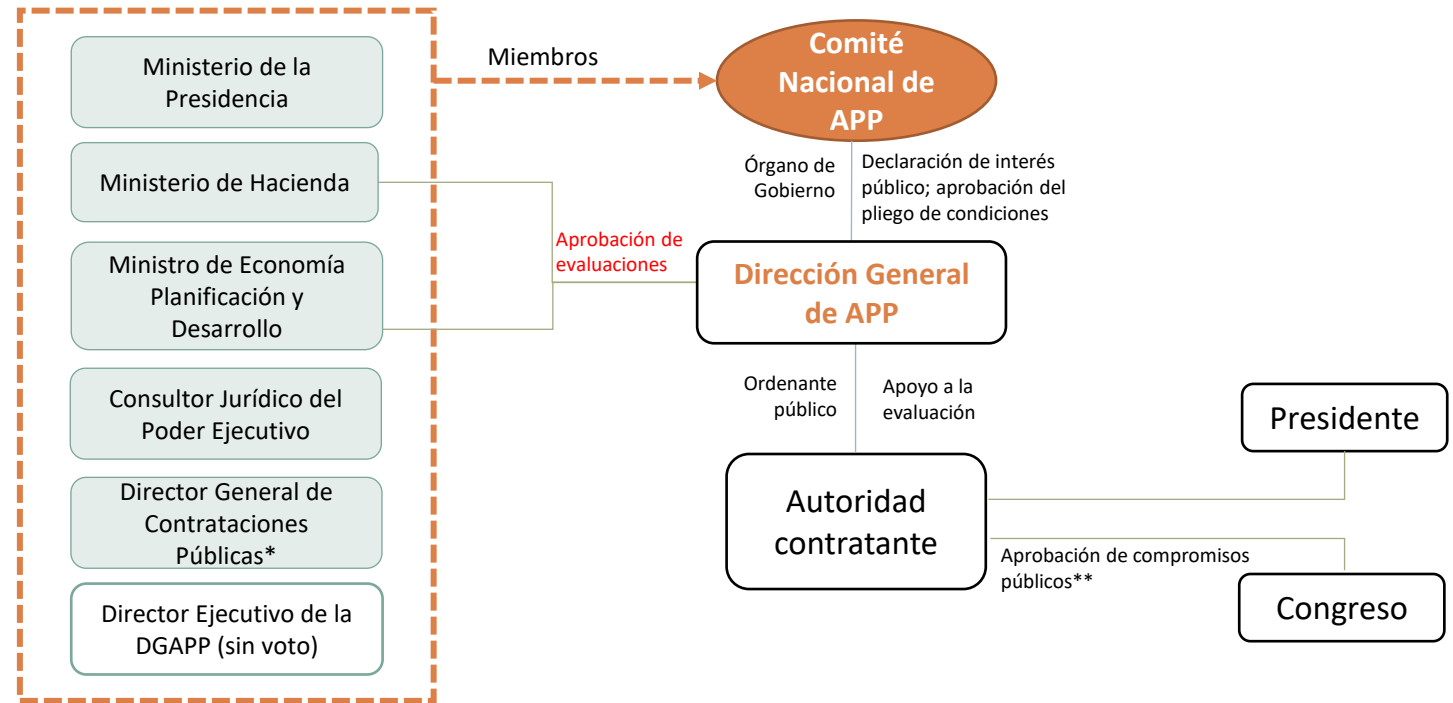 Ministerio de la
Presidencia
Ministerio de Hacienda
Ministro de Economía
Planificación y
Desarrollo
Consultor Jurídico del
Poder Ejecutivo
Director General de
Contrataciones
Públicas*
Director Ejecutivo de la
DGAPP (sin voto)
Miembros
Comité
Nacional de
APP
Órgano de
Gobierno
Declaración de interés
público; aprobación del
pliego de condiciones
Aprobación de
evaluaciones
Dirección General
de APP
Ordenante
público
Apoyo a la
evaluación
Autoridad
contratante
Presidente
Aprobación de compromisos
públicos**
Congreso